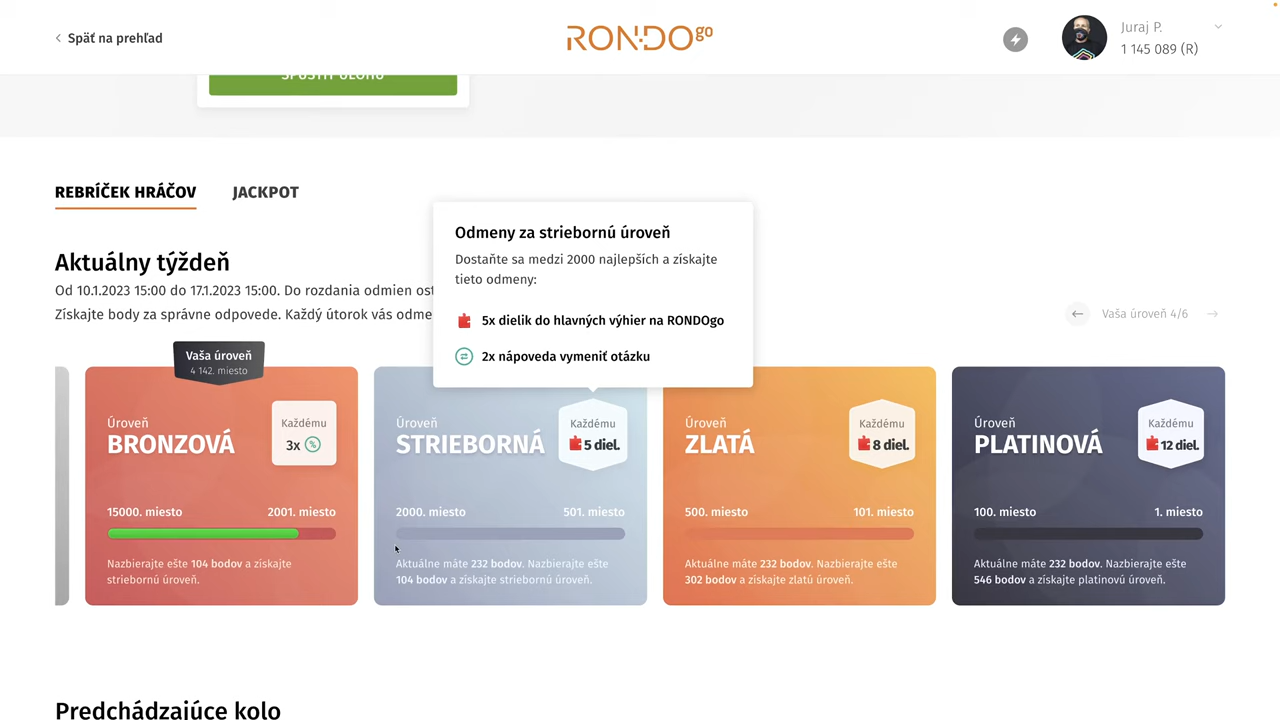 Späť na prehľad
RONDOgo
Juraj P.
1 145 089 (R)
SPUSTIŤ ÚLOHU
REBRÍČEK HRÁČOV
JACKPOT
Odmeny za striebornú úroveň
Dostaňte sa medzi 2000 najlepších a získajte
tieto odmeny:
5x dielik do hlavných výhier na RONDOgo
2x nápoveda vymeniť otázku
Aktuálny týždeň
Od 10.1.2023 15:00 do 17.1.2023 15:00. Do rozdania odmien
Získajte body za správne odpovede. Každý útorok vás
Vaša úroveň 4/6
Vaša úroveň
4 142. miesto
Úroveň
BRONZOVÁ
Každému
3x
15000. miesto
2001. miesto
Nazbierajte ešte 104 bodov a získate
striebornú úroveň.
Úroveň
STRIEBORNÁ
Každému
5 diel.
2000. miesto
501. miesto
Aktuálne máte 232 bodov. Nazbierajte ešte
104 bodov a získate striebornú úroveň.
Úroveň
ZLATÁ
Každému
8 diel.
500. miesto
101. miesto
Aktuálne máte 232 bodov. Nazbierajte ešte
302 bodov a získate zlatú úroveň.
Úroveň
PLATINOVÁ
Každému
12 diel.
100. miesto
1. miesto
Aktuálne máte 232 bodov. Nazbierajte ešte
546 bodov a získate platinovú úroveň.
Predchádzajúce kolo